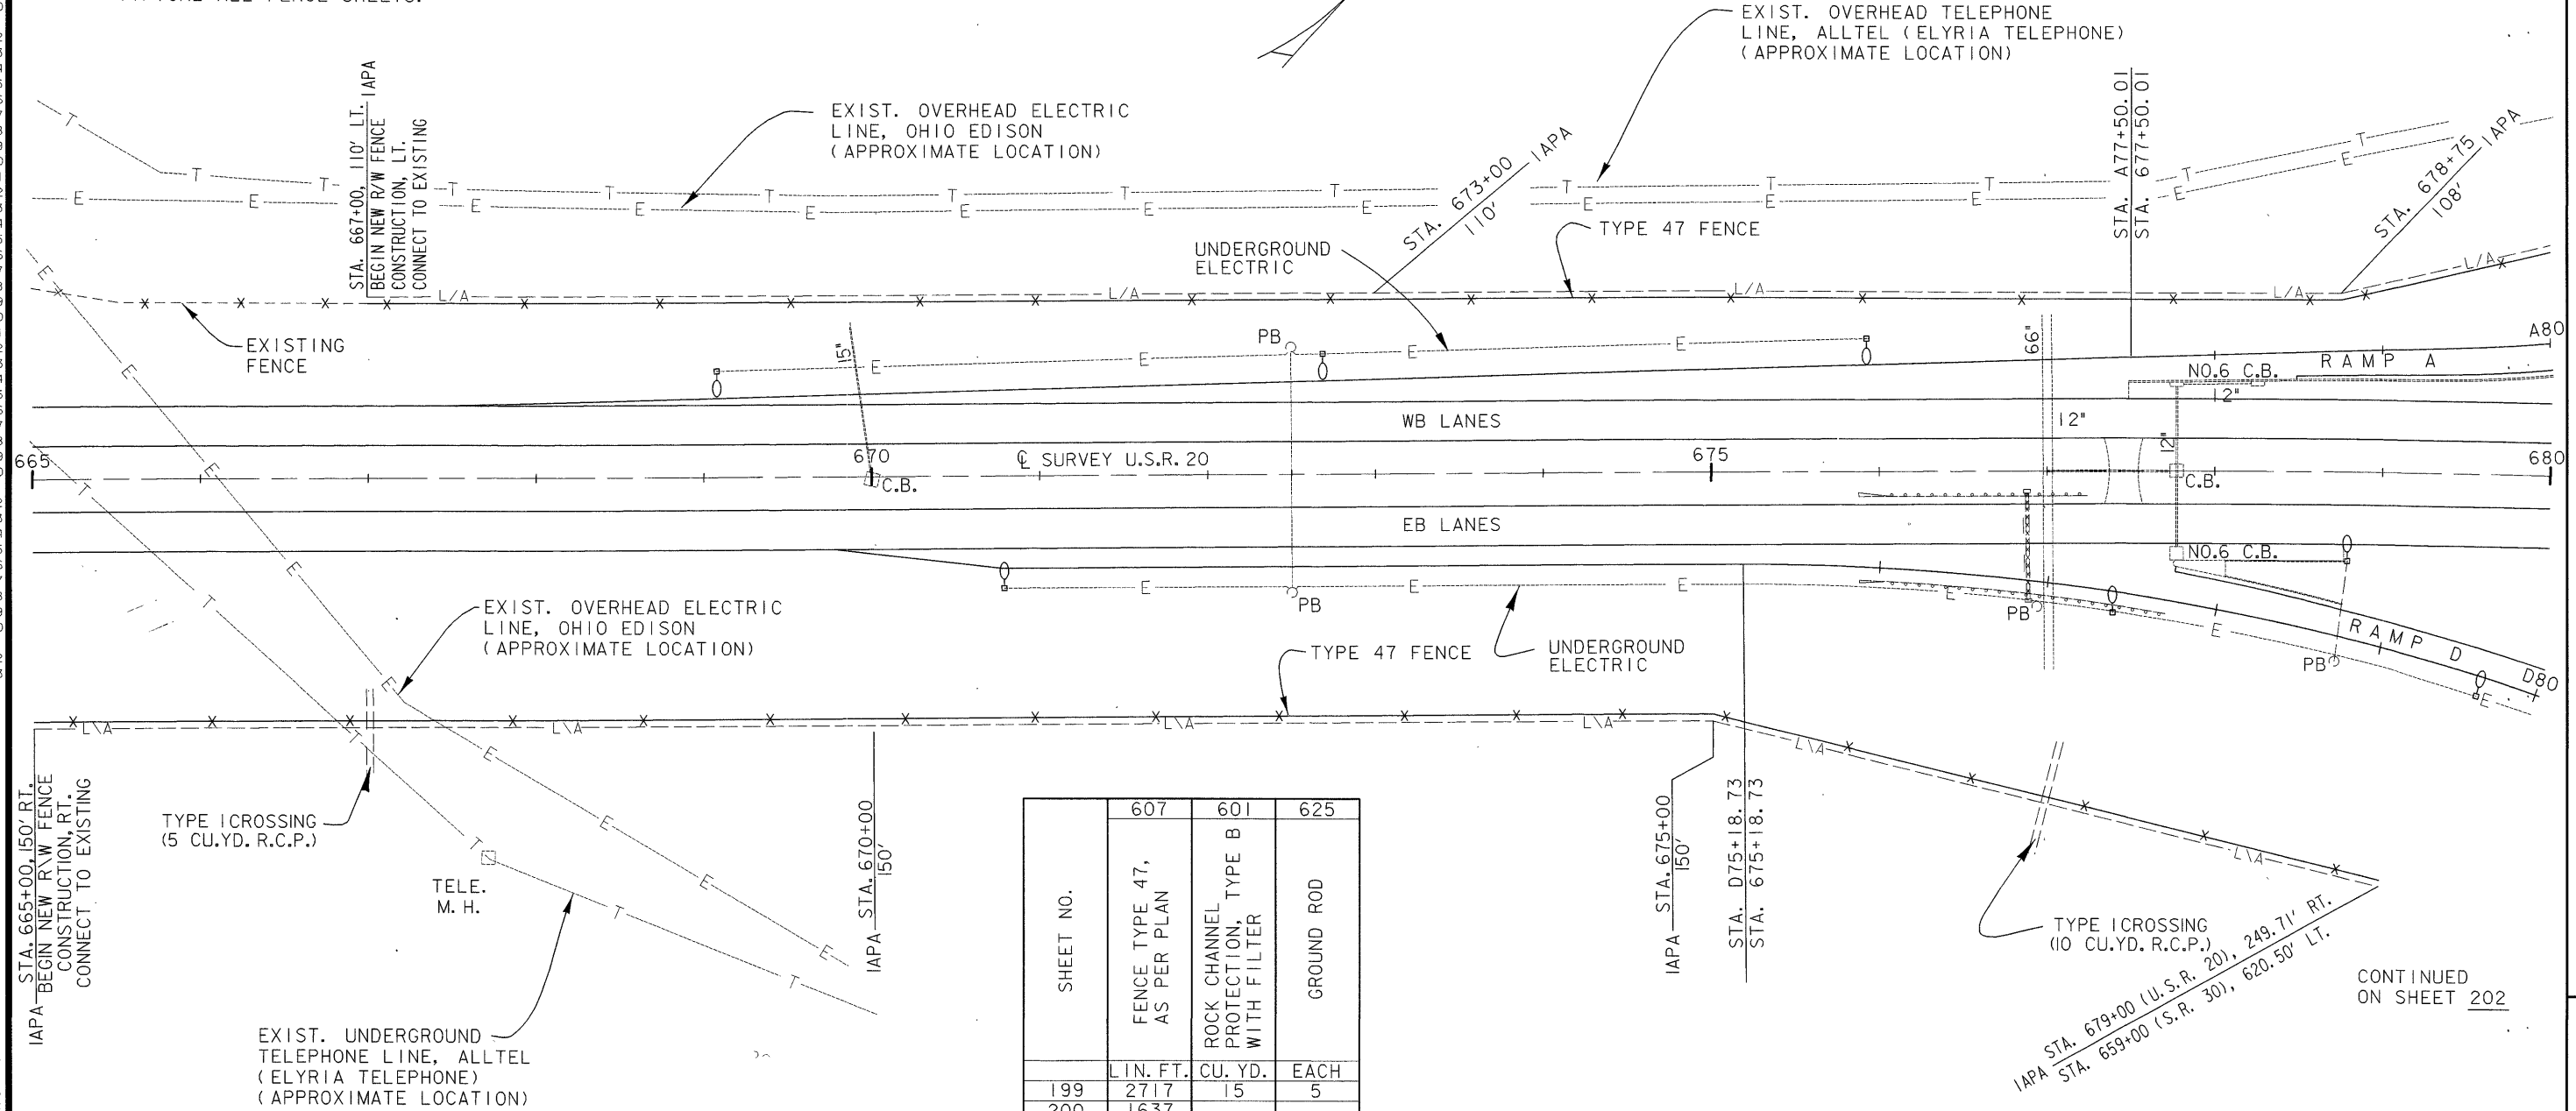 EXIST. OVERHEAD TELEPHONE
LINE, ALLTEL (ELYRIA TELEPHONE)
(APPROXIMATE LOCATION)
EXIST. OVERHEAD ELECTRIC
LINE, OHIO EDISON
(APPROXIMATE LOCATION)
STA. 667+00, 110' LT. IAPA
BEGIN NEW R/W FENCE
CONSTRUCTION, LT.
CONNECT TO EXISTING
STA. 673+00 IAPA
110'
STA. A77+50.01
STA. 677+50.01
STA. 678+75 IAPA
108'
T T T T T T T T T T T T T T
E E E E E E E E E E E E E E
UNDERGROUND
ELECTRIC
TYPE 47 FENCE
L/A L/A L/A L/A L/A
EXISTING
FENCE
15"
PB
E E E E
66"
A80
RAMP A
NO.6 C.B.
12"
WB LANES
12"
12"
665
670
℄ SURVEY U.S.R. 20
675
680
C.B.
C.B.
EB LANES
NO.6 C.B.
E E E E E E
PB
PB
RAMP D
PB
D80
EXIST. OVERHEAD ELECTRIC
LINE, OHIO EDISON
(APPROXIMATE LOCATION)
UNDERGROUND
ELECTRIC
TYPE 47 FENCE
L\A L\A L\A L\A L\A L\A
STA. 665+00, 150' RT.
IAPA BEGIN NEW R\W FENCE
CONSTRUCTION, RT.
CONNECT TO EXISTING
TYPE 1 CROSSING
(5 CU.YD. R.C.P.)
TELE.
M.H.
IAPA STA. 670+00
150'
IAPA STA. 675+00
150'
STA. D75+18.73
STA. 675+18.73
TYPE 1 CROSSING
(10 CU.YD. R.C.P.)
STA. 679+00 (U.S.R. 20), 249.71' RT.
IAPA STA. 659+00 (S.R. 30), 620.50' LT.
CONTINUED
ON SHEET 202
EXIST. UNDERGROUND
TELEPHONE LINE, ALLTEL
(ELYRIA TELEPHONE)
(APPROXIMATE LOCATION)
607 601 625
SHEET NO.
FENCE TYPE 47,
AS PER PLAN
ROCK CHANNEL
PROTECTION, TYPE B
WITH FILTER
GROUND ROD
LIN. FT. CU. YD. EACH
199 2717 15 5
200 1637